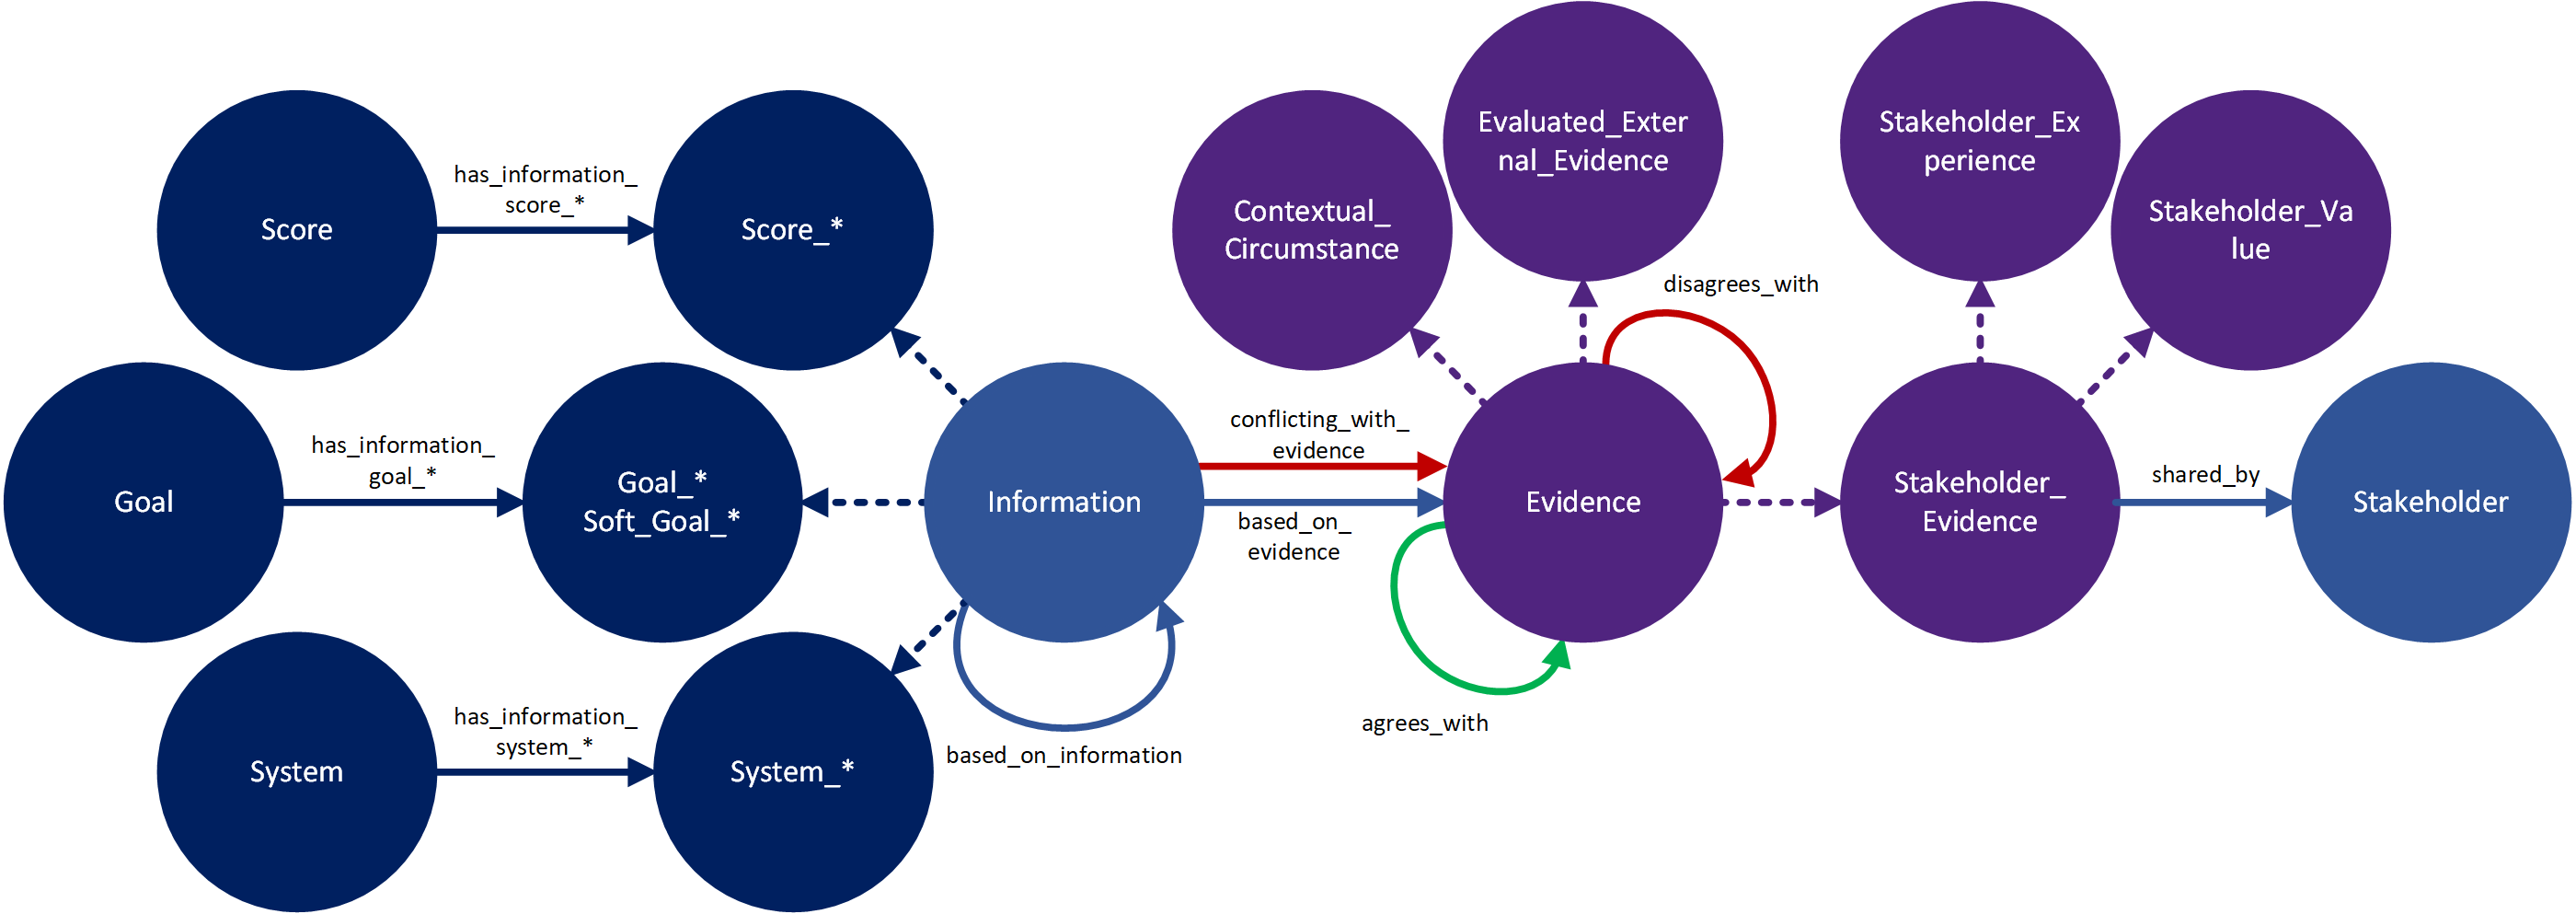 Evaluated_Exter
nal_Evidence
Stakeholder_Ex
perience
has_information_
score_*
Score
Score_*
Contextual_
Circumstance
Stakeholder_Va
lue
disagrees_with
has_information_
goal_*
Goal
Goal_*
Soft_Goal_*
Information
conflicting_with_
evidence
based_on_
evidence
Evidence
Stakeholder_
Evidence
shared_by
Stakeholder
has_information_
system_*
System
System_*
based_on_information
agrees_with